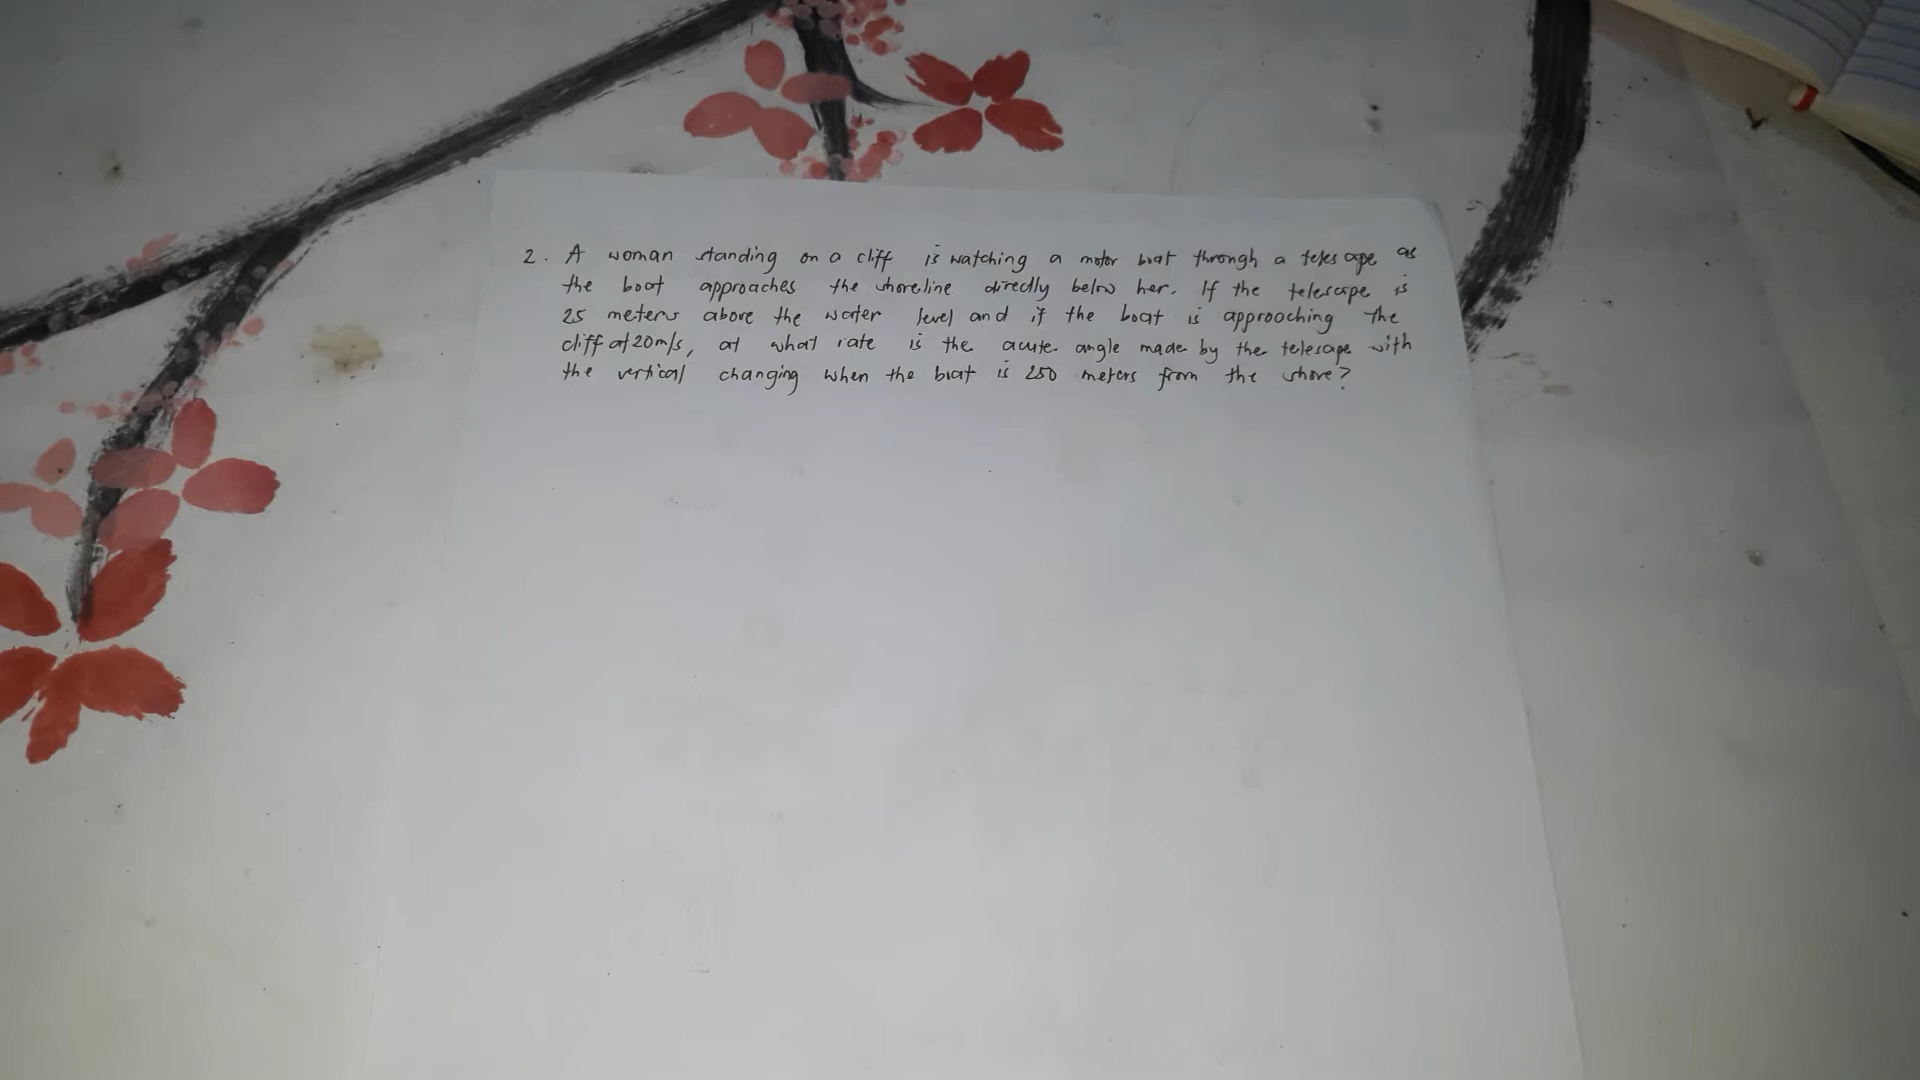 2. A woman standing on a cliff is watching a motor boat through a telescope as
the boat approaches the shoreline directly below her. If the telescope is
25 meters above the water level and if the boat is approaching the
cliff at 20 m/s, at what rate is the acute angle made by the telescope with
the vertical changing when the boat is 250 meters from the shore?